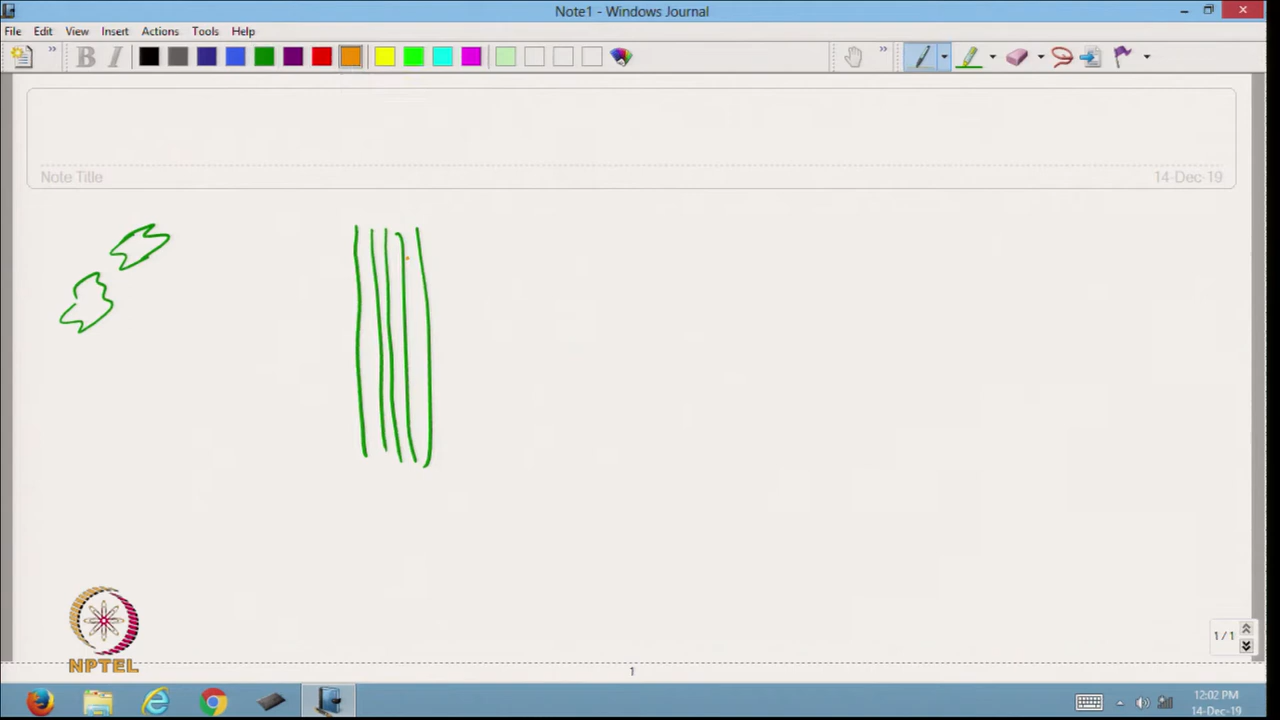 Note1 - Windows Journal
File Edit View Insert Actions Tools Help
B I
Note Title
14-Dec-19
NPTEL
1 / 1
1
12:02 PM
14-Dec-19